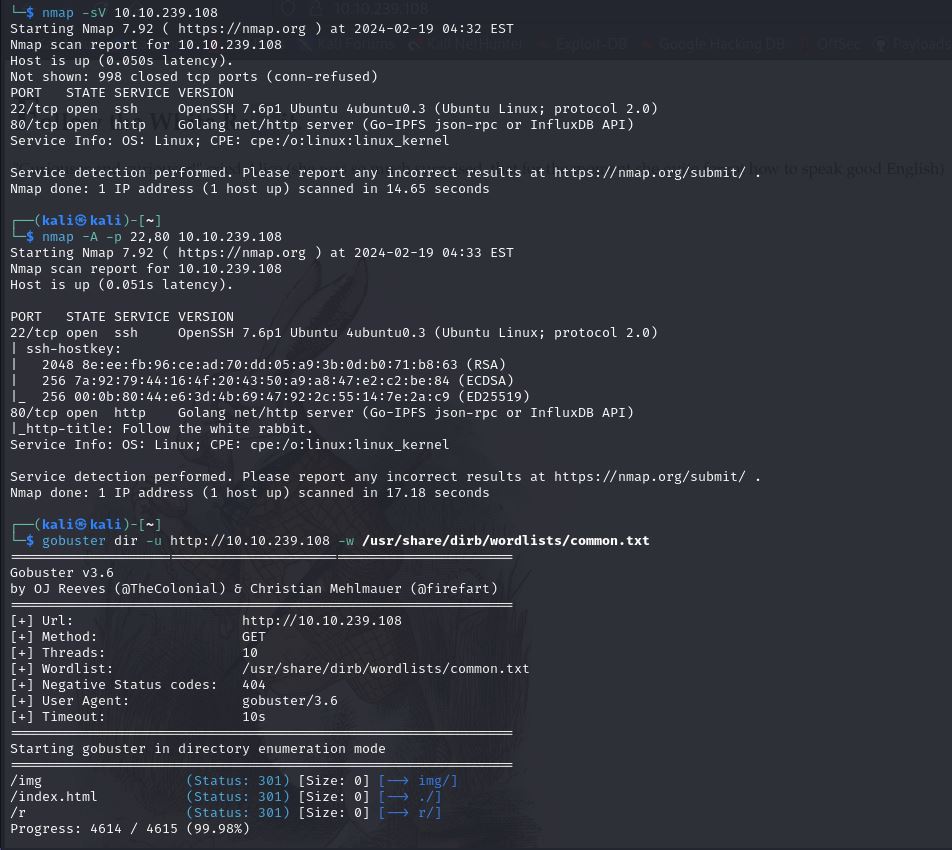 └─$ nmap -sV 10.10.239.108
Starting Nmap 7.92 ( https://nmap.org ) at 2024-02-19 04:32 EST
Nmap scan report for 10.10.239.108
Host is up (0.050s latency).
Not shown: 998 closed tcp ports (conn-refused)
PORT   STATE SERVICE VERSION
22/tcp open  ssh     OpenSSH 7.6p1 Ubuntu 4ubuntu0.3 (Ubuntu Linux; protocol 2.0)
80/tcp open  http    Golang net/http server (Go-IPFS json-rpc or InfluxDB API)
Service Info: OS: Linux; CPE: cpe:/o:linux:linux_kernel
Service detection performed. Please report any incorrect results at https://nmap.org/submit/ .
Nmap done: 1 IP address (1 host up) scanned in 14.65 seconds
┌──(kali㉿kali)-[~]
└─$ nmap -A -p 22,80 10.10.239.108
Starting Nmap 7.92 ( https://nmap.org ) at 2024-02-19 04:33 EST
Nmap scan report for 10.10.239.108
Host is up (0.051s latency).
PORT   STATE SERVICE VERSION
22/tcp open  ssh     OpenSSH 7.6p1 Ubuntu 4ubuntu0.3 (Ubuntu Linux; protocol 2.0)
| ssh-hostkey:
|   2048 8e:ee:fb:96:ce:ad:70:dd:05:a9:3b:0d:b0:71:b8:63 (RSA)
|   256 7a:92:79:44:16:4f:20:43:50:a9:a8:47:e2:c2:be:84 (ECDSA)
|_  256 00:0b:80:44:e6:3d:4b:69:47:92:2c:55:14:7e:2a:c9 (ED25519)
80/tcp open  http    Golang net/http server (Go-IPFS json-rpc or InfluxDB API)
|_http-title: Follow the white rabbit.
Service Info: OS: Linux; CPE: cpe:/o:linux:linux_kernel
Service detection performed. Please report any incorrect results at https://nmap.org/submit/ .
Nmap done: 1 IP address (1 host up) scanned in 17.18 seconds
┌──(kali㉿kali)-[~]
└─$ gobuster dir -u http://10.10.239.108 -w /usr/share/dirb/wordlists/common.txt
Gobuster v3.6
by OJ Reeves (@TheColonial) & Christian Mehlmauer (@firefart)
[+] Url:                     http://10.10.239.108
[+] Method:                  GET
[+] Threads:                 10
[+] Wordlist:                /usr/share/dirb/wordlists/common.txt
[+] Negative Status codes:   404
[+] User Agent:              gobuster/3.6
[+] Timeout:                 10s
Starting gobuster in directory enumeration mode
/img                  (Status: 301) [Size: 0] [--> img/]
/index.html           (Status: 301) [Size: 0] [--> ./]
/r                    (Status: 301) [Size: 0] [--> r/]
Progress: 4614 / 4615 (99.98%)